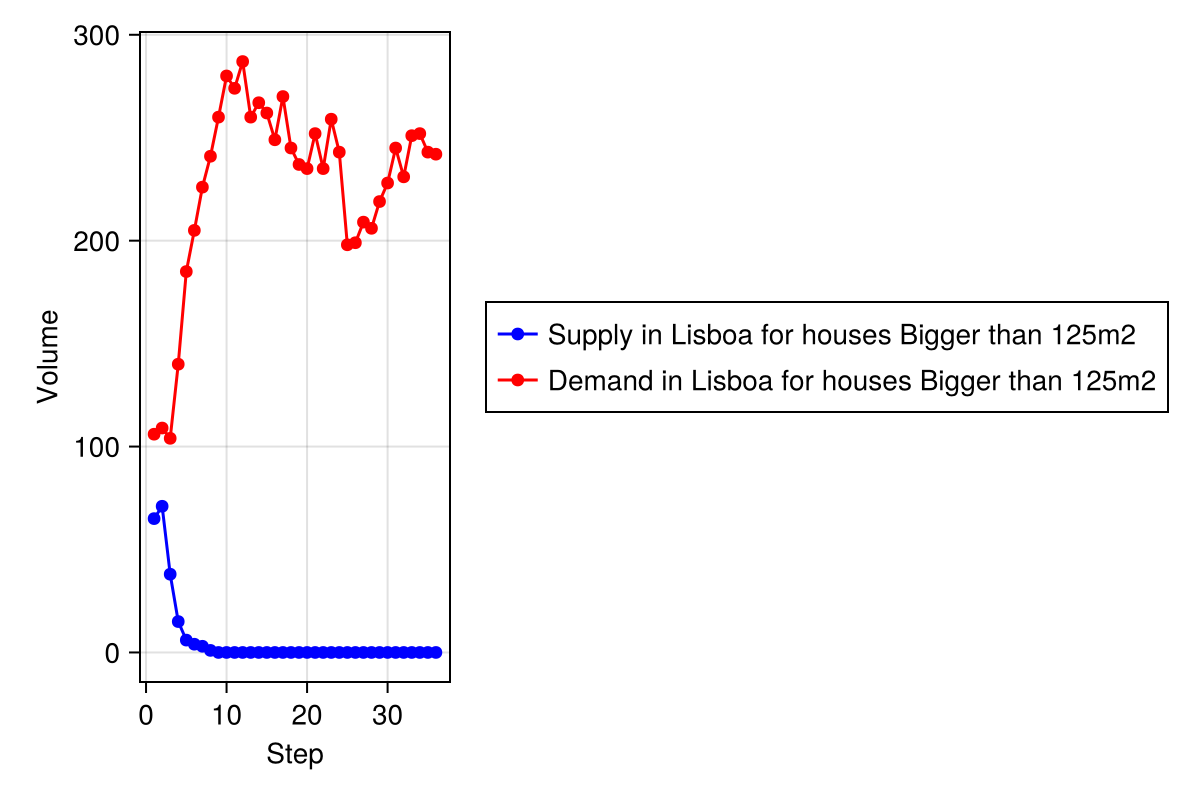 300
200
100
0
Volume
0 10 20 30
Step
Supply in Lisboa for houses Bigger than 125m2
Demand in Lisboa for houses Bigger than 125m2